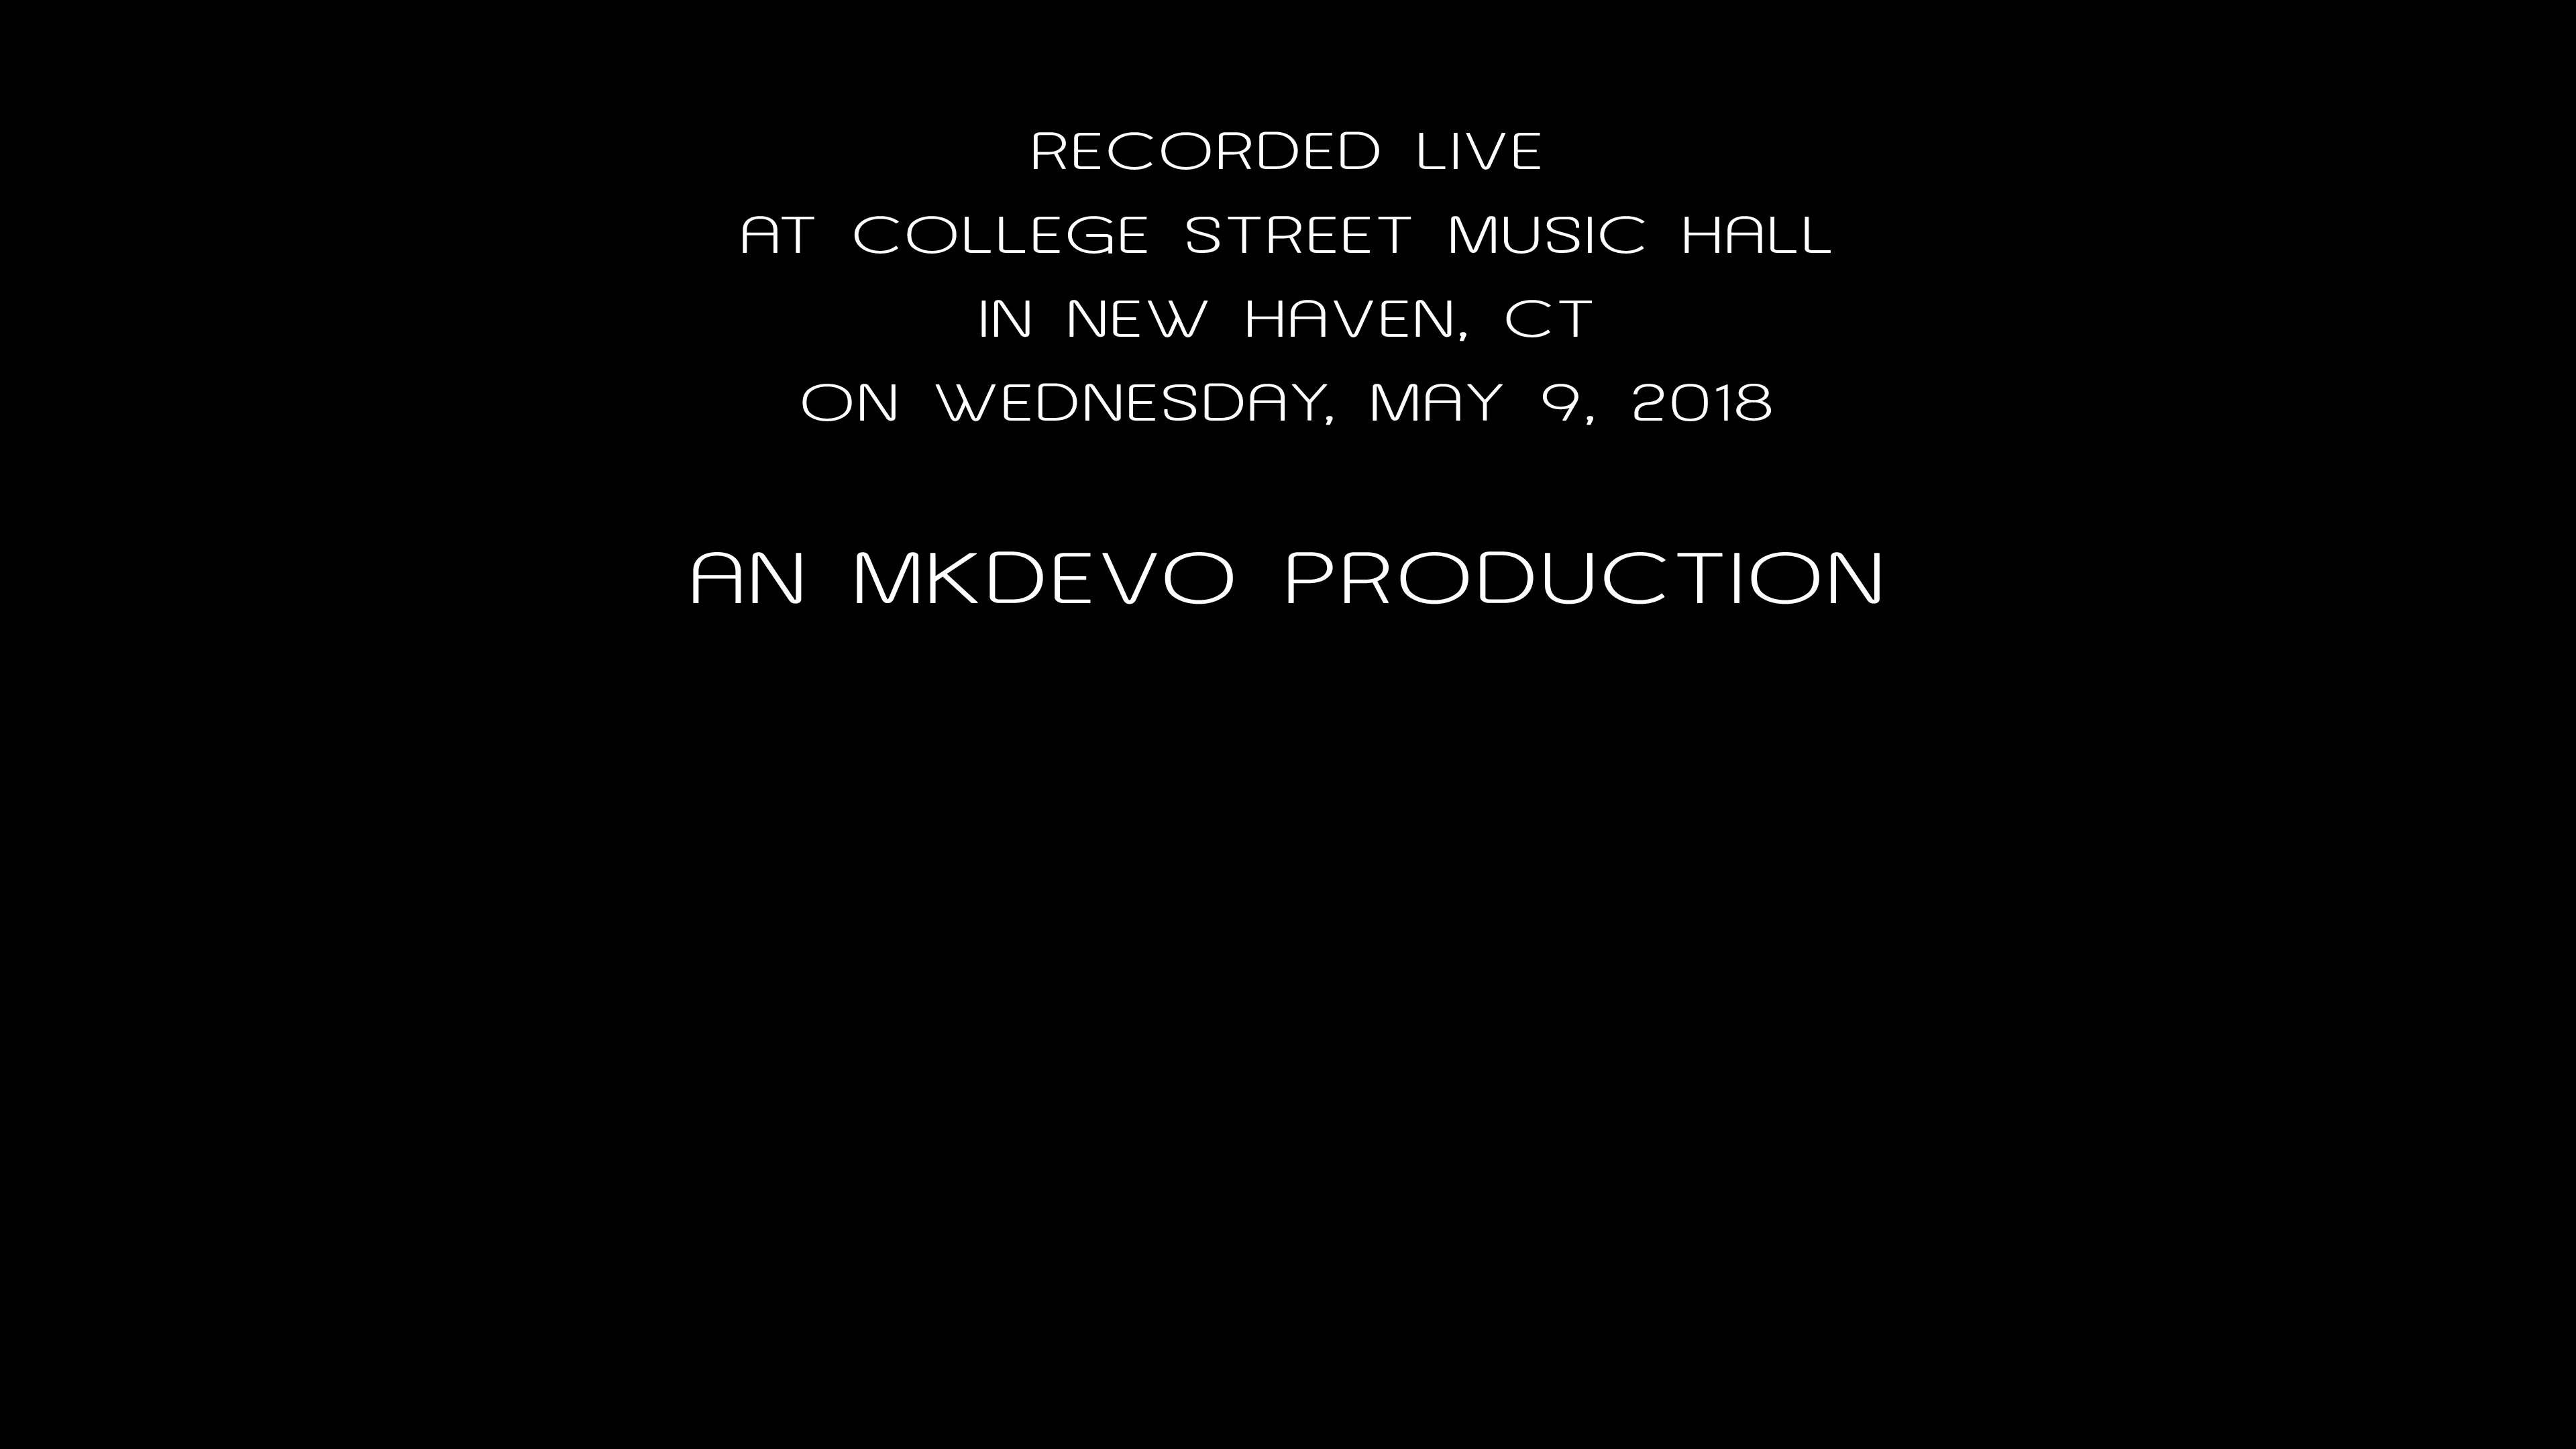 RECORDED LIVE
AT COLLEGE STREET MUSIC HALL
IN NEW HAVEN, CT
ON WEDNESDAY, MAY 9, 2018
AN MKDEVO PRODUCTION